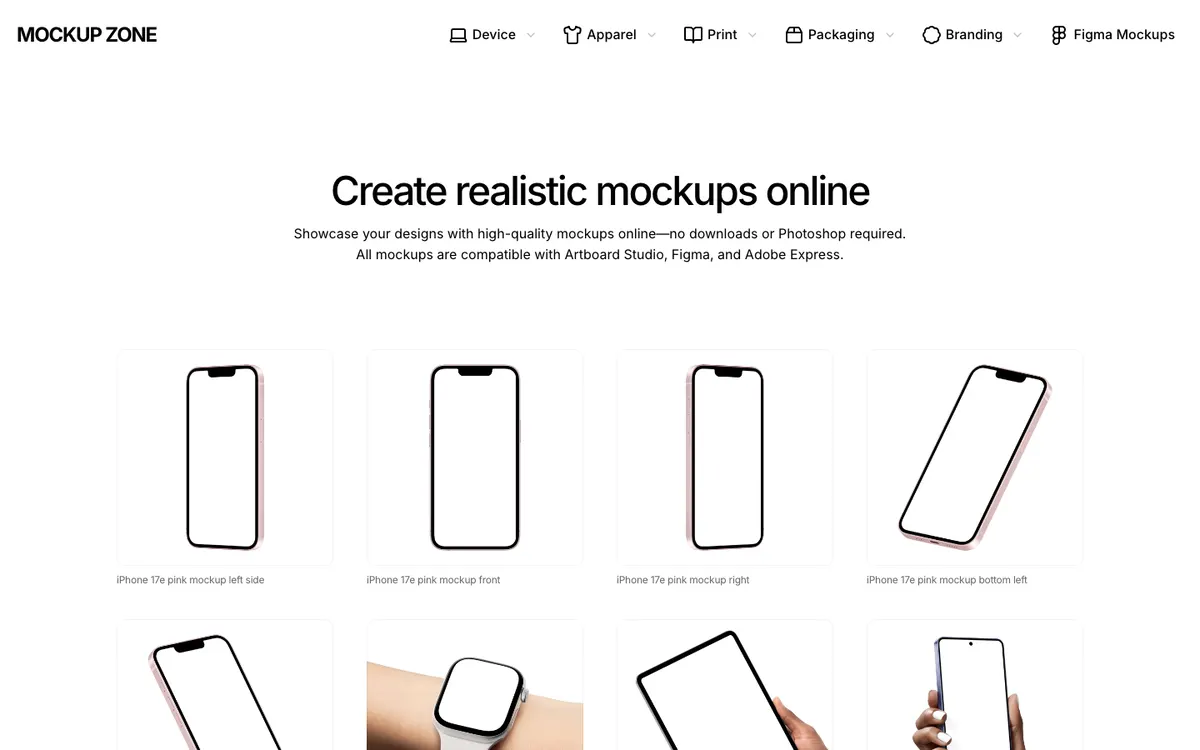 MOCKUP ZONE
Device
Apparel
Print
Packaging
Branding
Figma Mockups
Create realistic mockups online
Showcase your designs with high-quality mockups online—no downloads or Photoshop required.
All mockups are compatible with Artboard Studio, Figma, and Adobe Express.
iPhone 17e pink mockup left side
iPhone 17e pink mockup front
iPhone 17e pink mockup right
iPhone 17e pink mockup bottom left